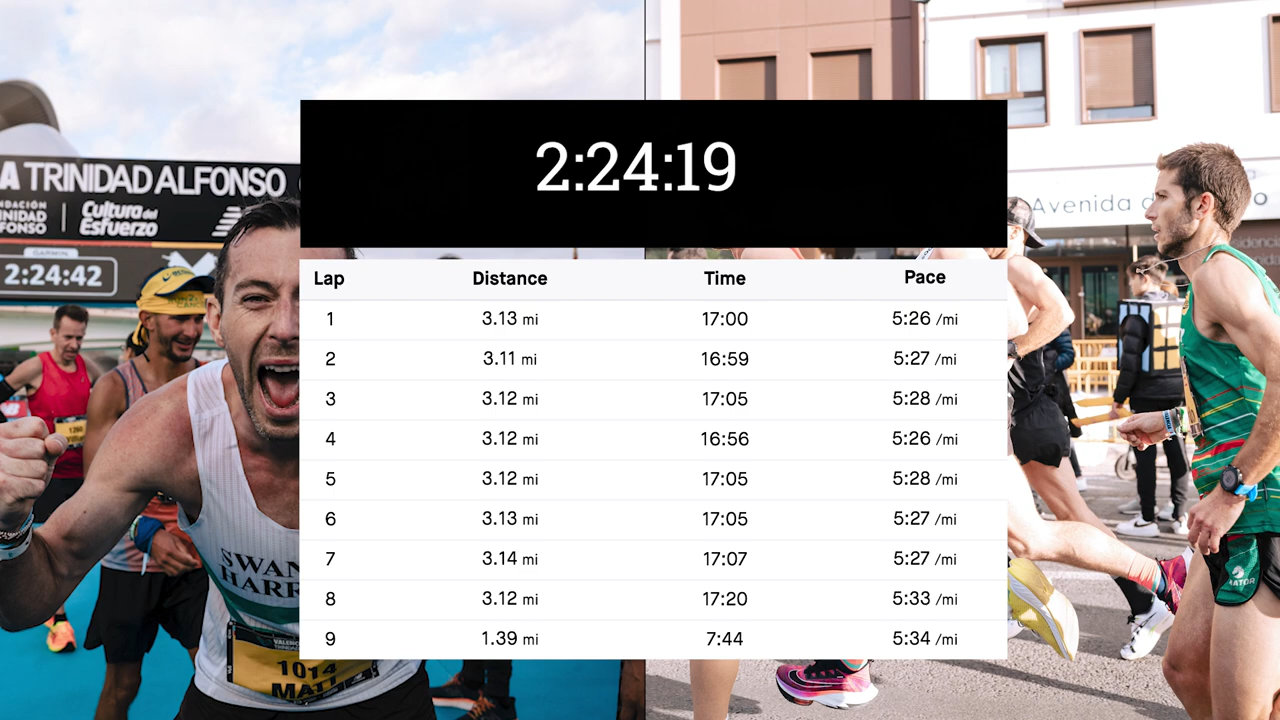 2:24:19
Lap Distance Time Pace
1 3.13 mi 17:00 5:26 /mi
2 3.11 mi 16:59 5:27 /mi
3 3.12 mi 17:05 5:28 /mi
4 3.12 mi 16:56 5:26 /mi
5 3.12 mi 17:05 5:28 /mi
6 3.13 mi 17:05 5:27 /mi
7 3.14 mi 17:07 5:27 /mi
8 3.12 mi 17:20 5:33 /mi
9 1.39 mi 7:44 5:34 /mi
A TRINIDAD ALFONSO
NDACIÓN
INIDAD
FONSO
Cultura del
Esfuerzo
GARMIN
2:24:42
SWAN
HARR
1014
MATT
Avenida d
MATOR